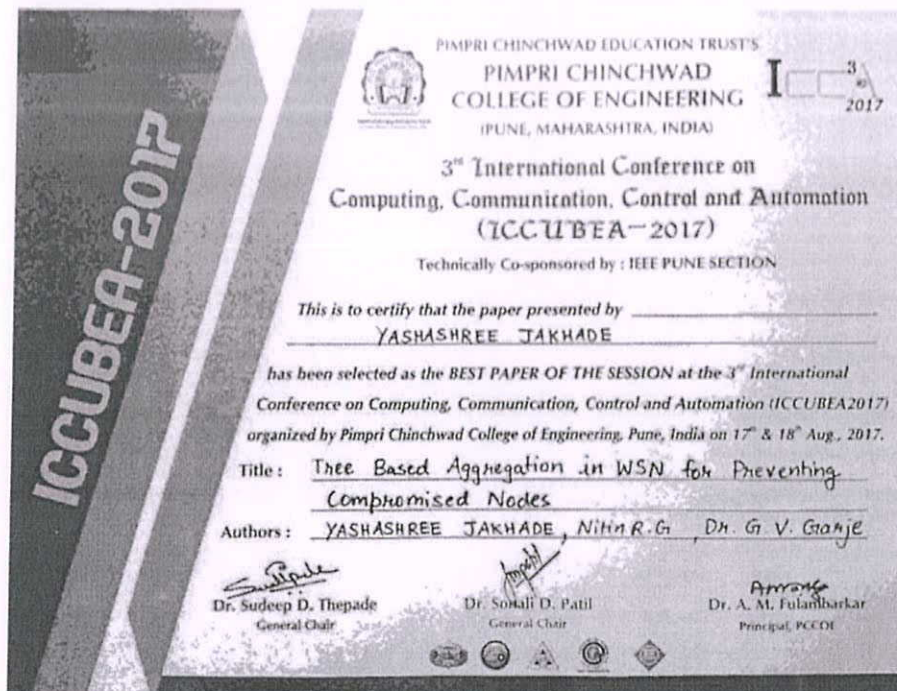 PIMPRI CHINCHWAD EDUCATION TRUST'S
PIMPRI CHINCHWAD
COLLEGE OF ENGINEERING
(PUNE, MAHARASHTRA, INDIA)
ICC3A
2017
ICCUBEA-2017
3rd International Conference on
Computing, Communication, Control and Automation
(ICCUBEA-2017)
Technically Co-sponsored by : IEEE PUNE SECTION
This is to certify that the paper presented by
YASHASHREE JAKHADE
has been selected as the BEST PAPER OF THE SESSION at the 3rd International
Conference on Computing, Communication, Control and Automation (ICCUBEA2017)
organized by Pimpri Chinchwad College of Engineering, Pune, India on 17th & 18th Aug., 2017.
Title : Tree Based Aggregation in WSN for Preventing
Compromised Nodes
Authors : YASHASHREE JAKHADE, Nitin R.G, Dr. G. V. Garje
Dr. Sudeep D. Thepade
General Chair
Dr. Sonali D. Patil
General Chair
Dr. A. M. Fulambarkar
Principal, PCCOE